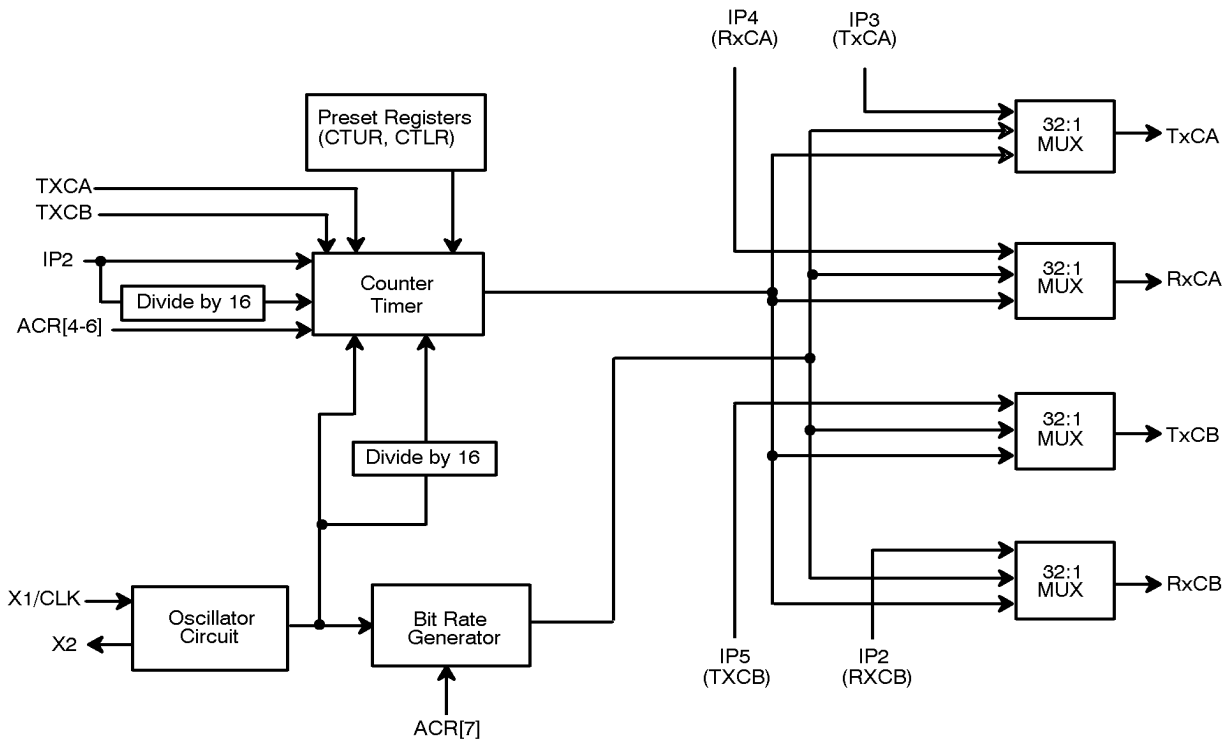 IP4
(RxCA)
IP3
(TxCA)
Preset Registers
(CTUR, CTLR)
32:1
MUX
TxCA
TXCA
TXCB
IP2
Counter
Timer
32:1
MUX
RxCA
Divide by 16
ACR[4-6]
32:1
MUX
TxCB
Divide by 16
X1/CLK
X2
Oscillator
Circuit
Bit Rate
Generator
32:1
MUX
RxCB
IP5
(TXCB)
IP2
(RXCB)
ACR[7]